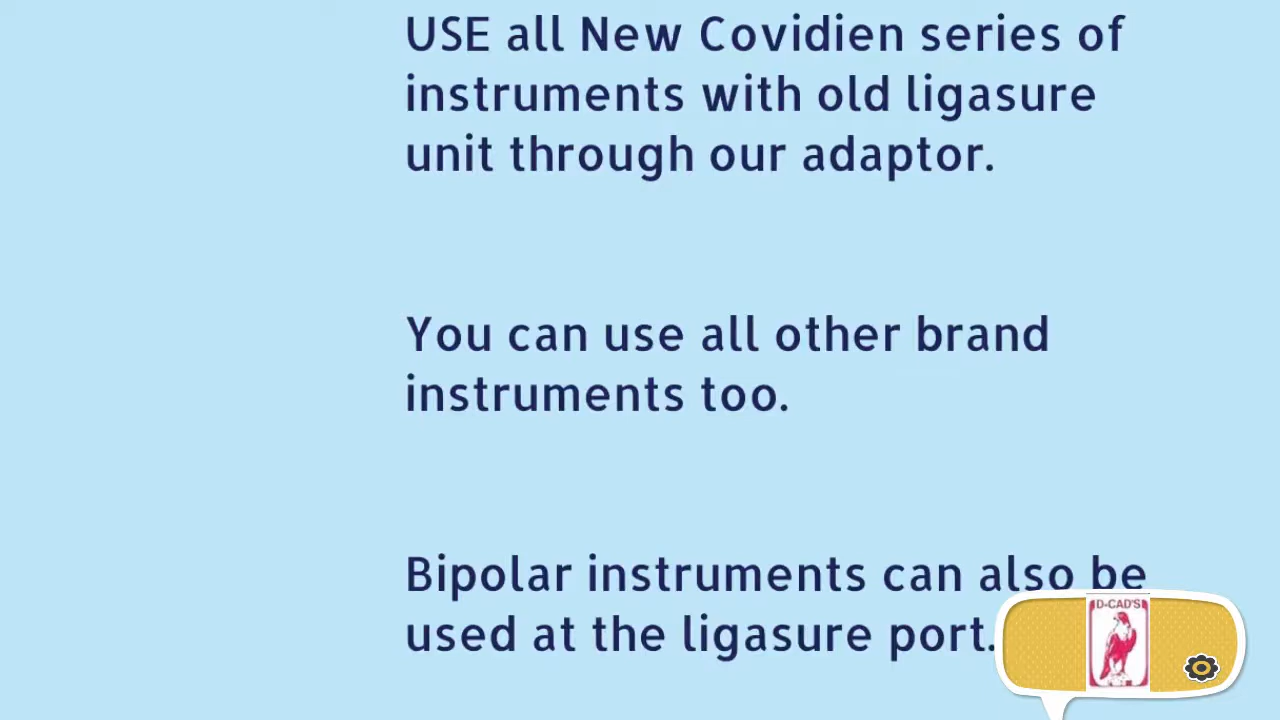 USE all New Covidien series of
instruments with old ligasure
unit through our adaptor.
You can use all other brand
instruments too.
Bipolar instruments can also be
used at the ligasure port.
D-CAD'S